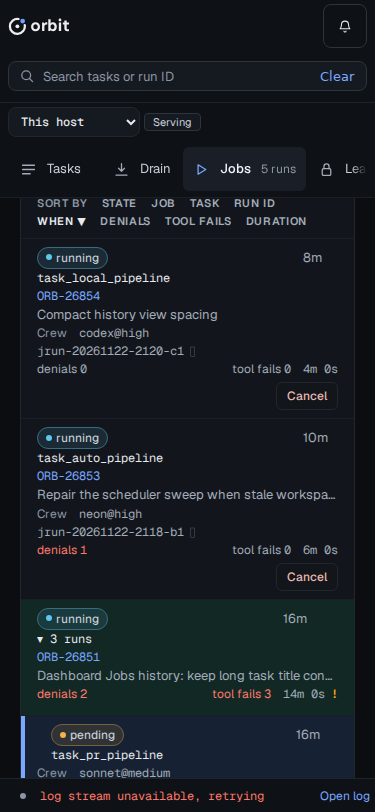 orbit
Search tasks or run ID Clear
This host Serving
Tasks Drain Jobs 5 runs Lea
SORT BY STATE JOB TASK RUN ID
WHEN ▼ DENIALS TOOL FAILS DURATION
running 8m
task_local_pipeline
ORB-26854
Compact history view spacing
Crew codex@high
jrun-20261122-2120-c1
denials 0 tool fails 0 4m 0s
Cancel
running 10m
task_auto_pipeline
ORB-26853
Repair the scheduler sweep when stale workspa…
Crew neon@high
jrun-20261122-2118-b1
denials 1 tool fails 0 6m 0s
Cancel
running 16m
▾ 3 runs
ORB-26851
Dashboard Jobs history: keep long task title con…
denials 2 tool fails 3 14m 0s !
pending 16m
task_pr_pipeline
Crew sonnet@medium
log stream unavailable, retrying Open log